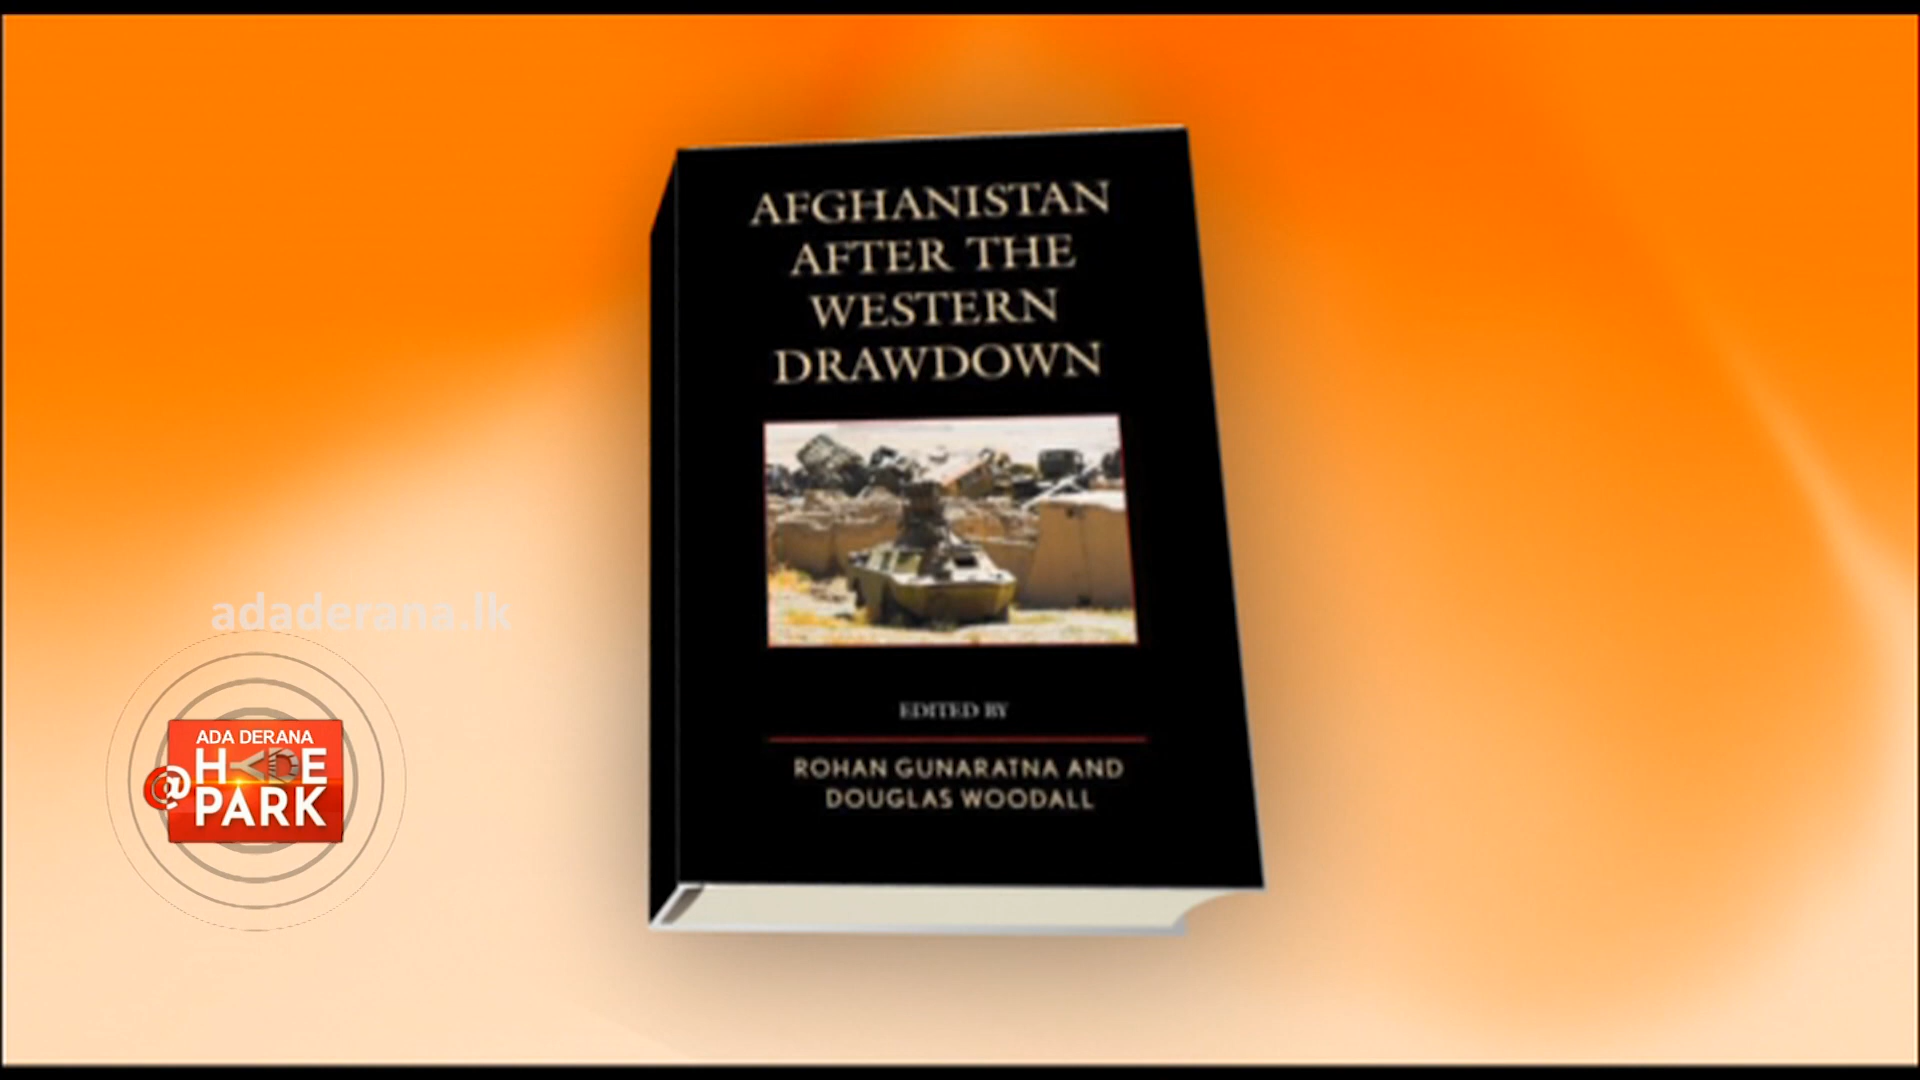 AFGHANISTAN
AFTER THE
WESTERN
DRAWDOWN
EDITED BY
ROHAN GUNARATNA AND
DOUGLAS WOODALL
adaderana.lk
ADA DERANA
@HYDE
PARK